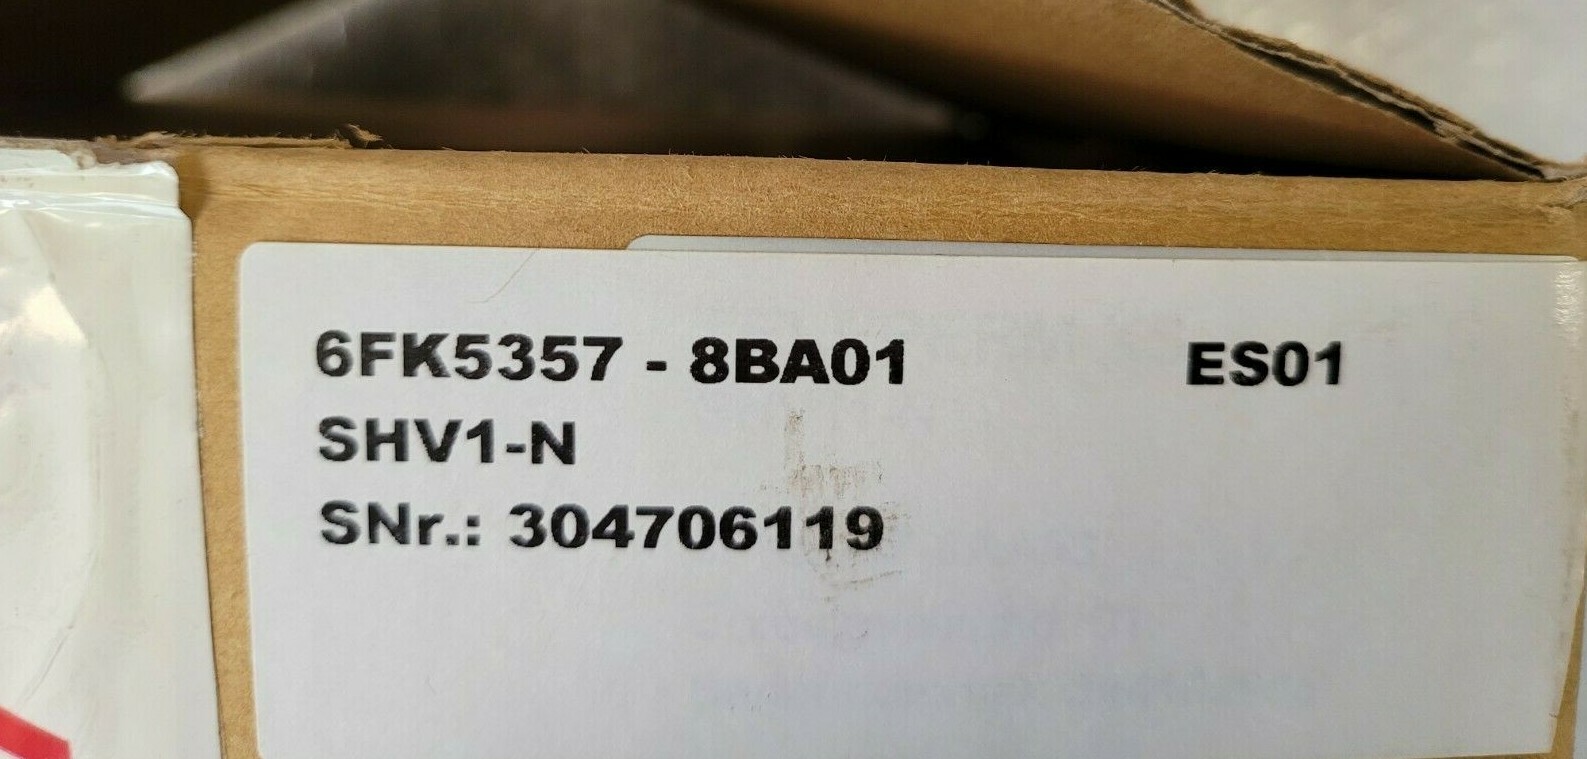 6FK5357 - 8BA01 ES01
SHV1-N
SNr.: 304706119